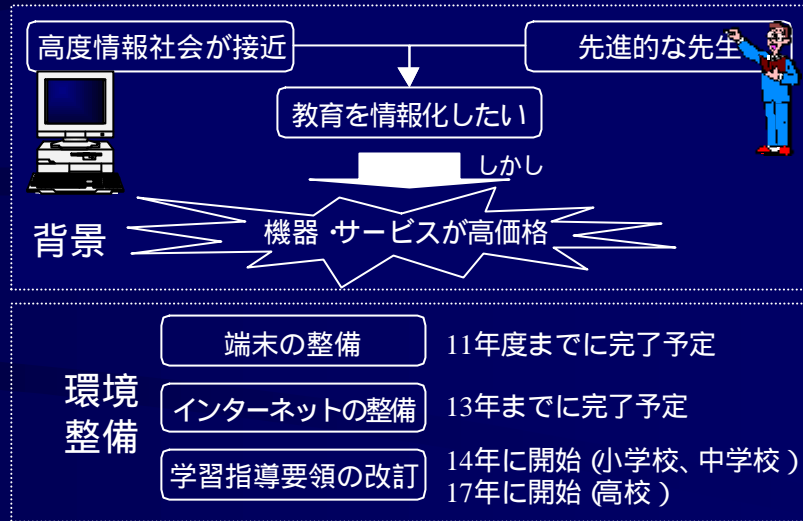 高度情報社会が接近
先進的な先生
教育を情報化したい
しかし
機器・サービスが高価格
背景
端末の整備
11年度までに完了予定
環境
整備
インターネットの整備
13年までに完了予定
学習指導要領の改訂
14年に開始(小学校、中学校)
17年に開始(高校)